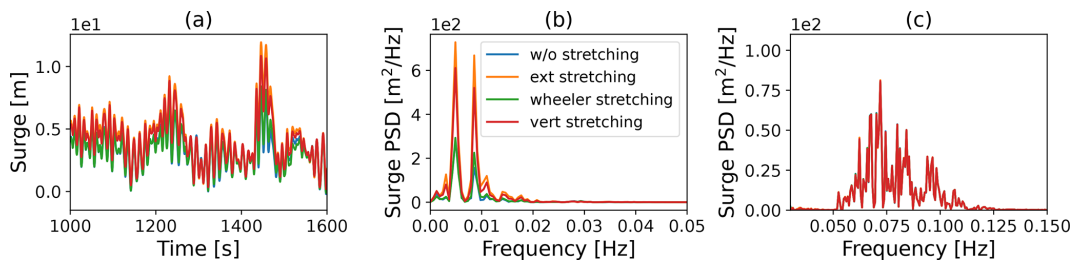 (a)
1e1
Surge [m]
1.0
0.5
0.0
1000 1200 1400 1600
Time [s]
(b)
1e2
Surge PSD [m²/Hz]
6
4
2
0
0.00 0.01 0.02 0.03 0.04 0.05
Frequency [Hz]
w/o stretching
ext stretching
wheeler stretching
vert stretching
(c)
1e2
Surge PSD [m²/Hz]
1.00
0.75
0.50
0.25
0.00
0.050 0.075 0.100 0.125 0.150
Frequency [Hz]